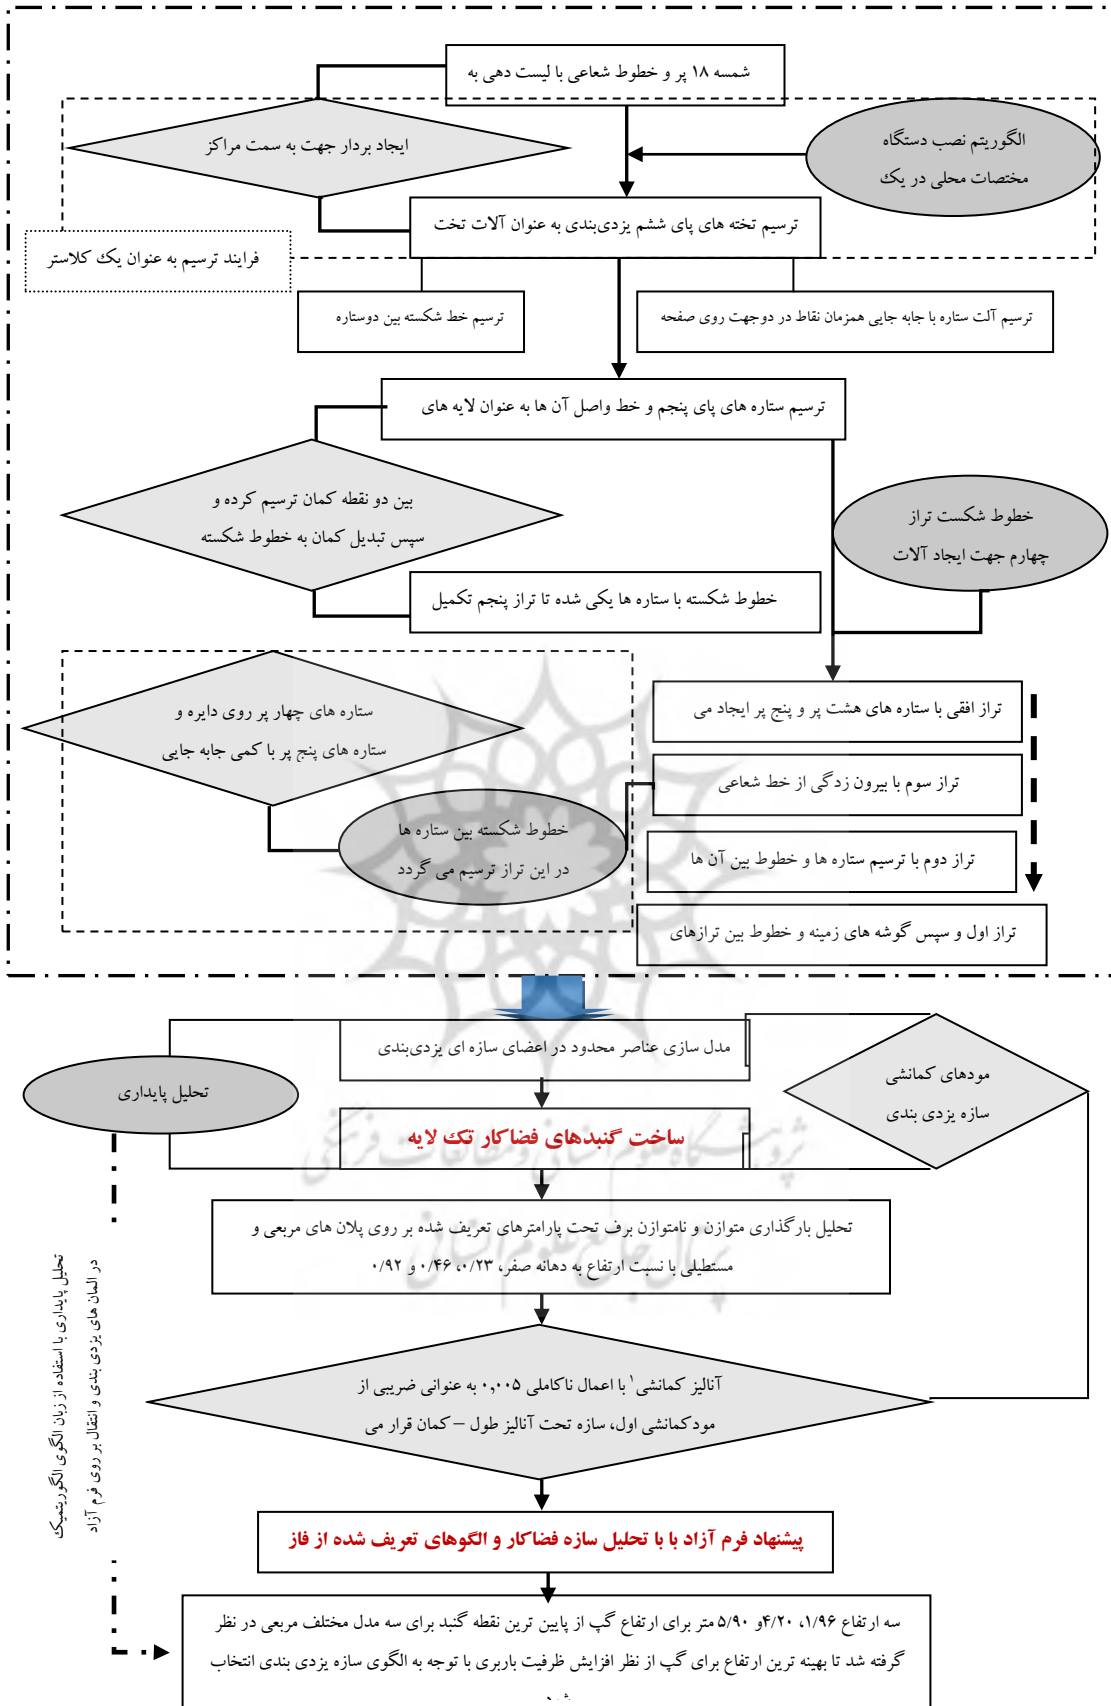 شمسه ۱۸ پر و خطوط شعاعی با لیست دهی به
ایجاد بردار جهت به سمت مراکز
الگوریتم نصب دستگاه
مختصات محلی در یک
ترسیم تخته های پای ششم یزدی‌بندی به عنوان آلات تخت
فرایند ترسیم به عنوان یک کلاستر
ترسیم خط شکسته بین دوستاره
ترسیم آلت ستاره با جابه جایی همزمان نقاط در دوجهت روی صفحه
ترسیم ستاره های پای پنجم و خط واصل آن ها به عنوان لایه های
بین دو نقطه کمان ترسیم کرده و
سپس تبدیل کمان به خطوط شکسته
خطوط شکست تراز
چهارم جهت ایجاد آلات
خطوط شکسته با ستاره ها یکی شده تا تراز پنجم تکمیل
ستاره های چهار پر روی دایره و
ستاره های پنج پر با کمی جابه جایی
تراز افقی با ستاره های هشت پر و پنج پر ایجاد می
تراز سوم با بیرون زدگی از خط شعاعی
خطوط شکسته بین ستاره ها
در این تراز ترسیم می گردد
تراز دوم با ترسیم ستاره ها و خطوط بین آن ها
تراز اول و سپس گوشه های زمینه و خطوط بین ترازهای
مدل سازی عناصر محدود در اعضای سازه ای یزدی‌بندی
مودهای کمانشی
سازه یزدی بندی
تحلیل پایداری
ساخت گنبدهای فضاکار تک لایه
پژوهشگاه علوم انسانی و مطالعات فرهنگی
پرتال جامع علوم انسانی
تحلیل بارگذاری متوازن و نامتوازن برف تحت پارامترهای تعریف شده بر روی پلان های مربعی و
مستطیلی با نسبت ارتفاع به دهانه صفر، ۰/۲۳، ۰/۴۶ و ۰/۹۲
تحلیل پایداری با استفاده از زبان الگوی الگوریتمیک
در المان های یزدی بندی و انتقال بر روی فرم آزاد
آنالیز کمانشی۱ با اعمال ناکاملی ۰,۰۰۵ به عنوانی ضریبی از
مودکمانشی اول، سازه تحت آنالیز طول – کمان قرار می
پیشنهاد فرم آزاد با با تحلیل سازه فضاکار و الگوهای تعریف شده از فاز
سه ارتفاع ۱/۹۶، ۴/۲۰و ۵/۹۰ متر برای ارتفاع گپ از پایین ترین نقطه گنبد برای سه مدل مختلف مربعی در نظر
گرفته شد تا بهینه ترین ارتفاع برای گپ از نظر افزایش ظرفیت باربری با توجه به الگوی سازه یزدی بندی انتخاب